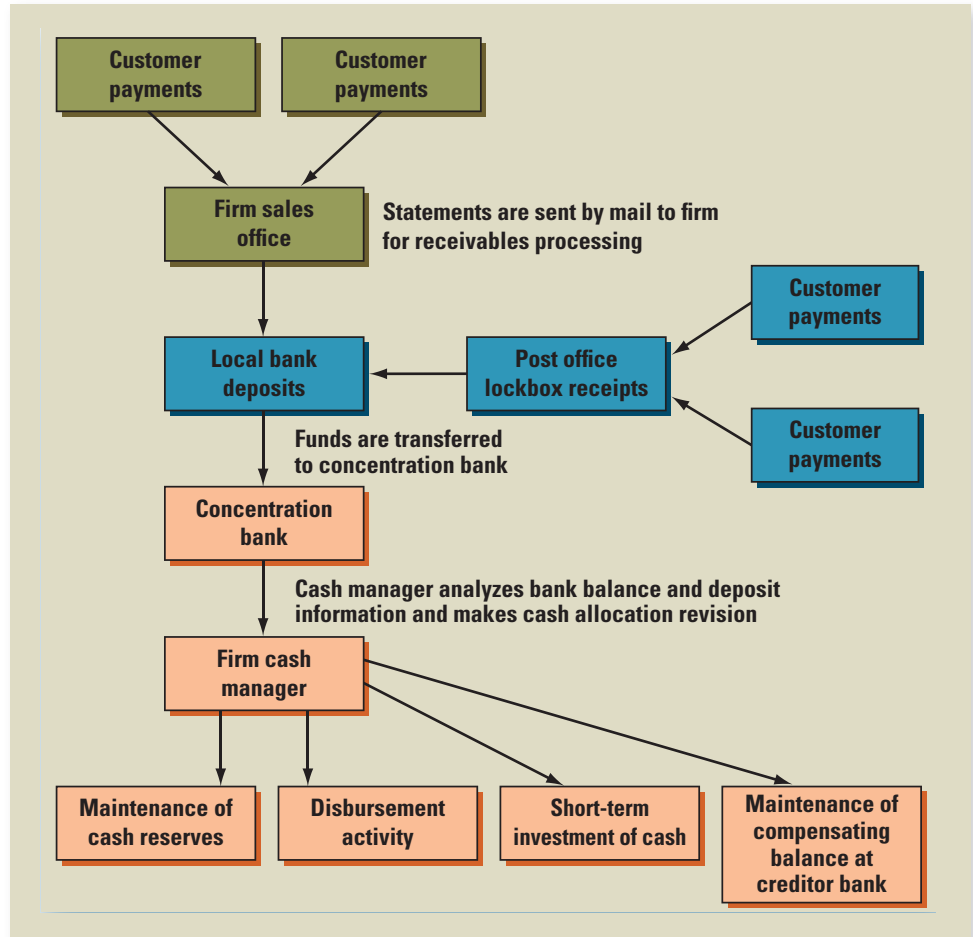 Customer
payments
Customer
payments
Firm sales
office
Statements are sent by mail to firm
for receivables processing
Customer
payments
Local bank
deposits
Post office
lockbox receipts
Customer
payments
Funds are transferred
to concentration bank
Concentration
bank
Cash manager analyzes bank balance and deposit
information and makes cash allocation revision
Firm cash
manager
Maintenance of
cash reserves
Disbursement
activity
Short-term
investment of cash
Maintenance of
compensating
balance at
creditor bank